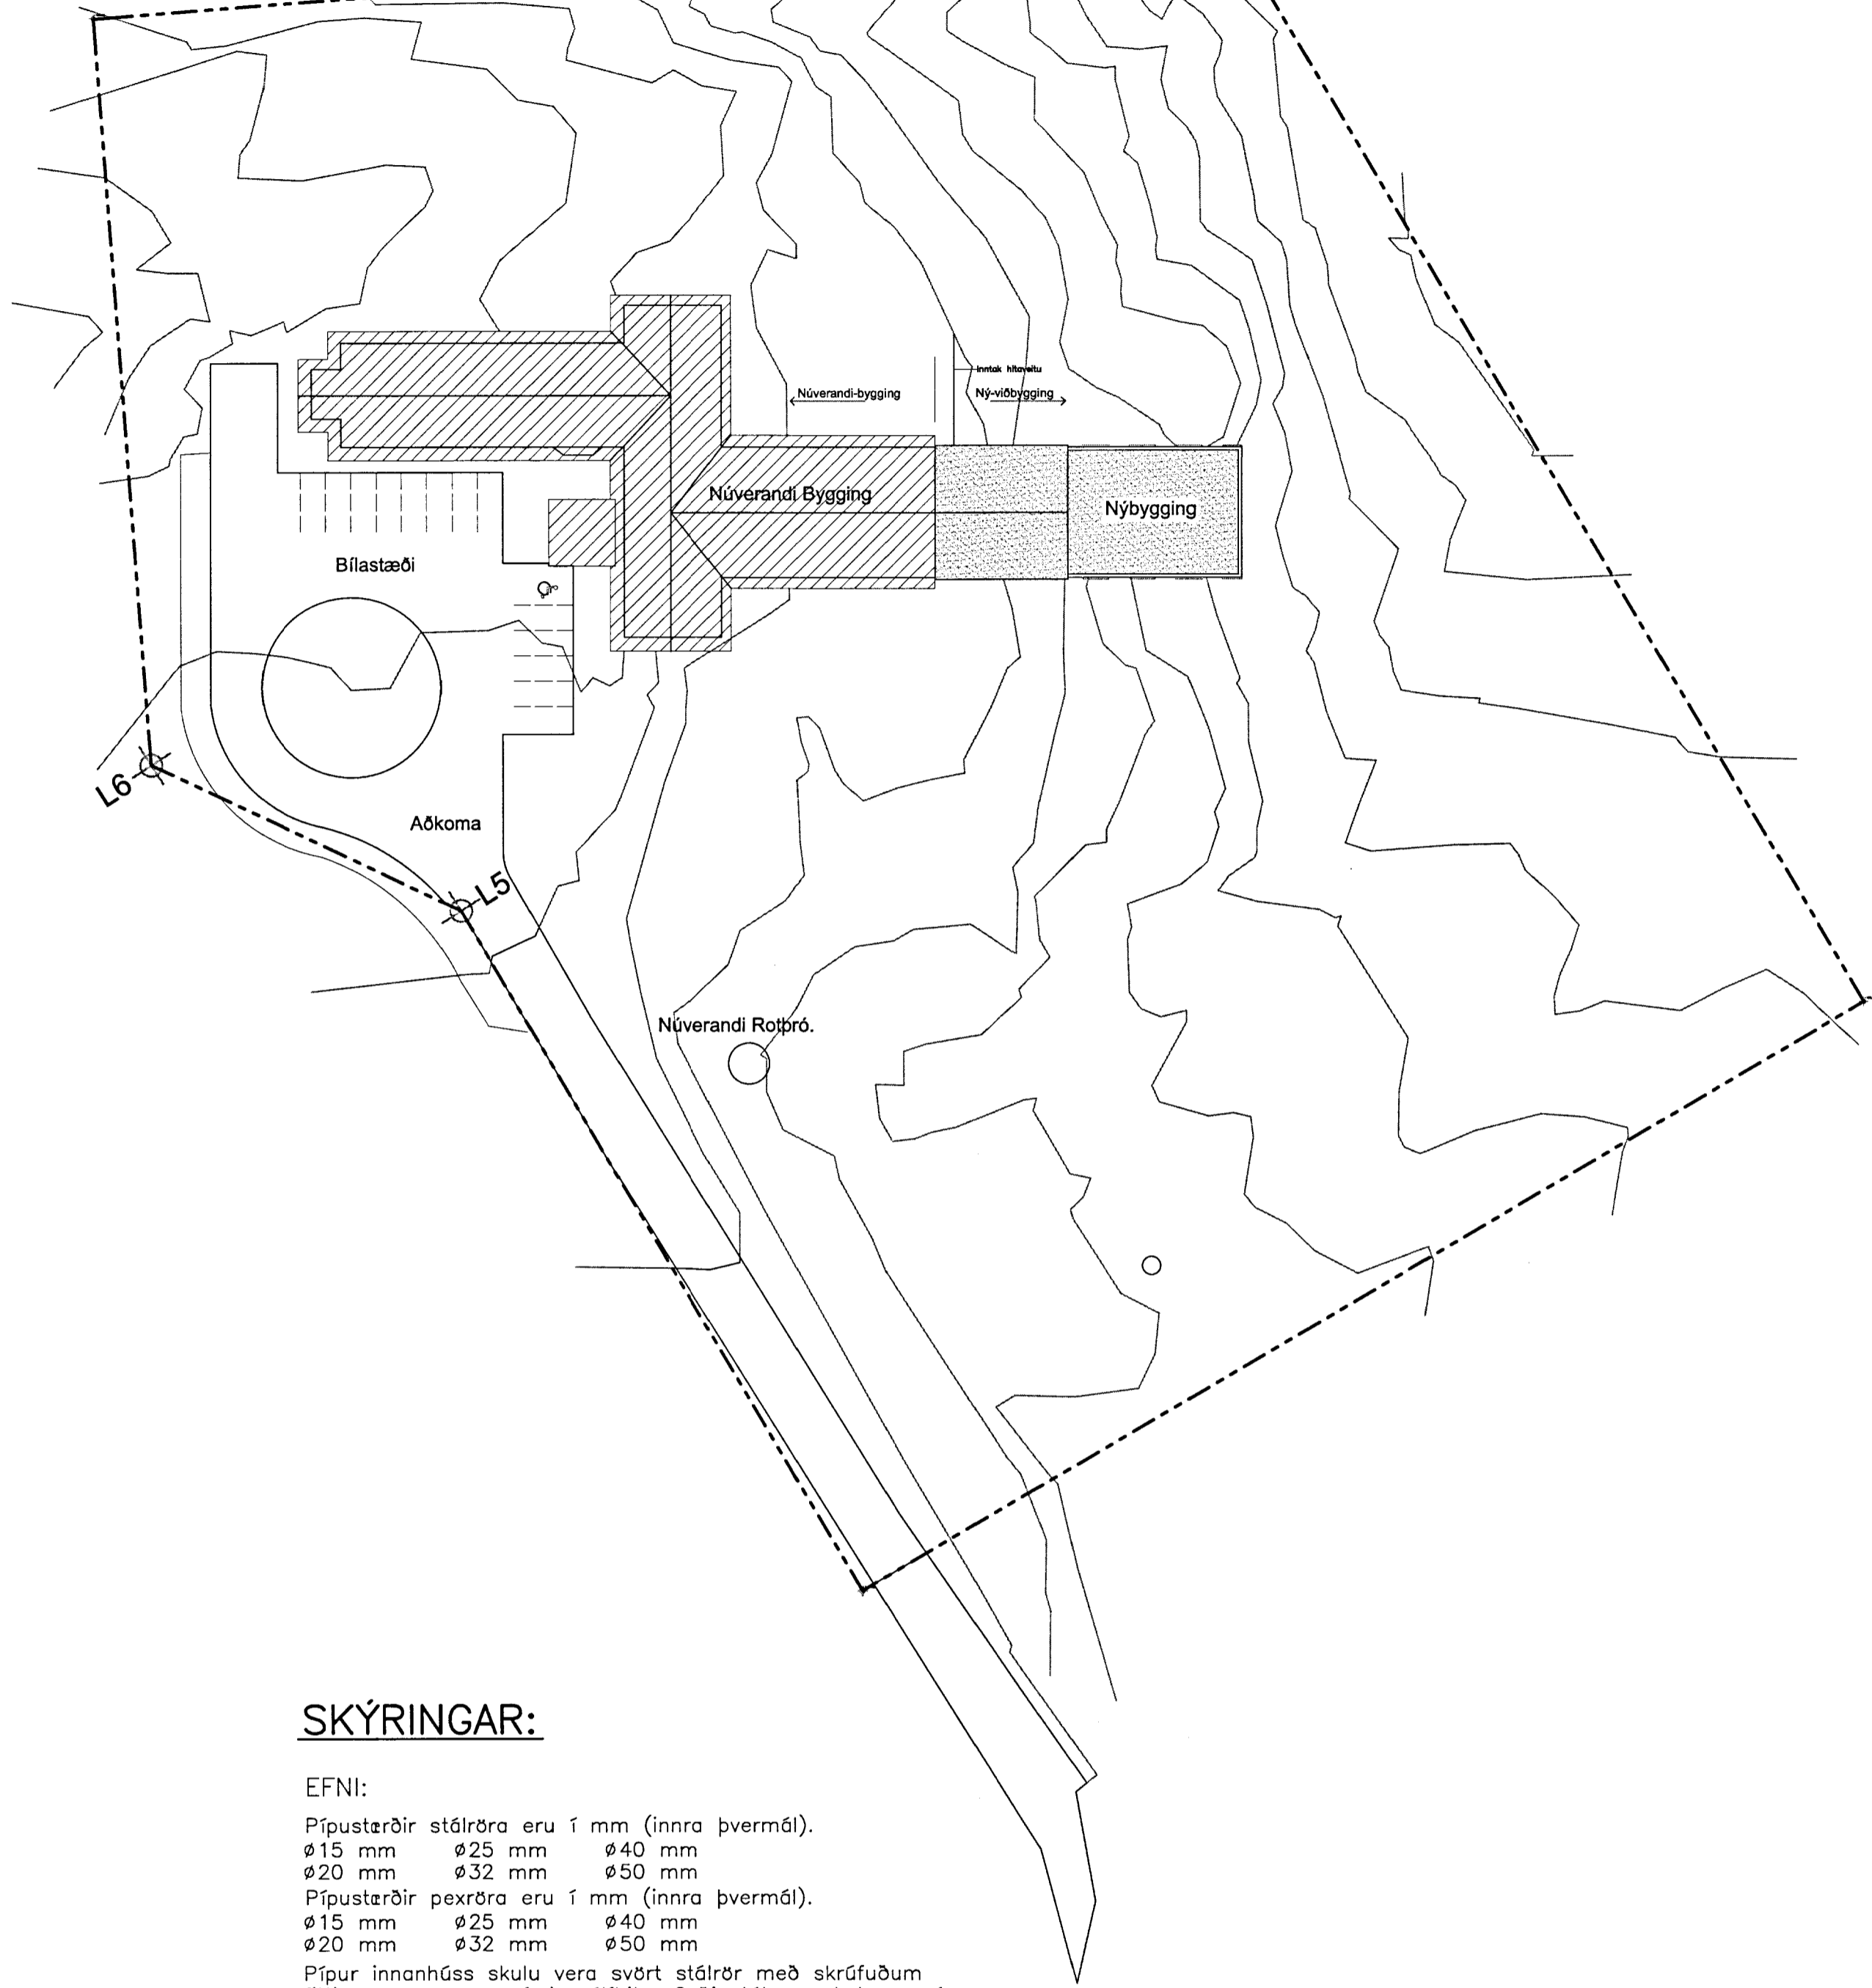 Inntak hitaveitu
Núverandi-bygging
Ný-viðbygging
Núverandi Bygging
Nýbygging
Bílastæði
L6
Aðkoma
L5
Núverandi Rotþró.
SKÝRINGAR:
EFNI:
Pípustærðir stálröra eru í mm (innra þvermál).
ø15 mm ø25 mm ø40 mm
ø20 mm ø32 mm ø50 mm
Pípustærðir pexröra eru í mm (innra þvermál).
ø15 mm ø25 mm ø40 mm
ø20 mm ø32 mm ø50 mm
Pípur innanhúss skulu vera svört stálrör með skrúfuðum